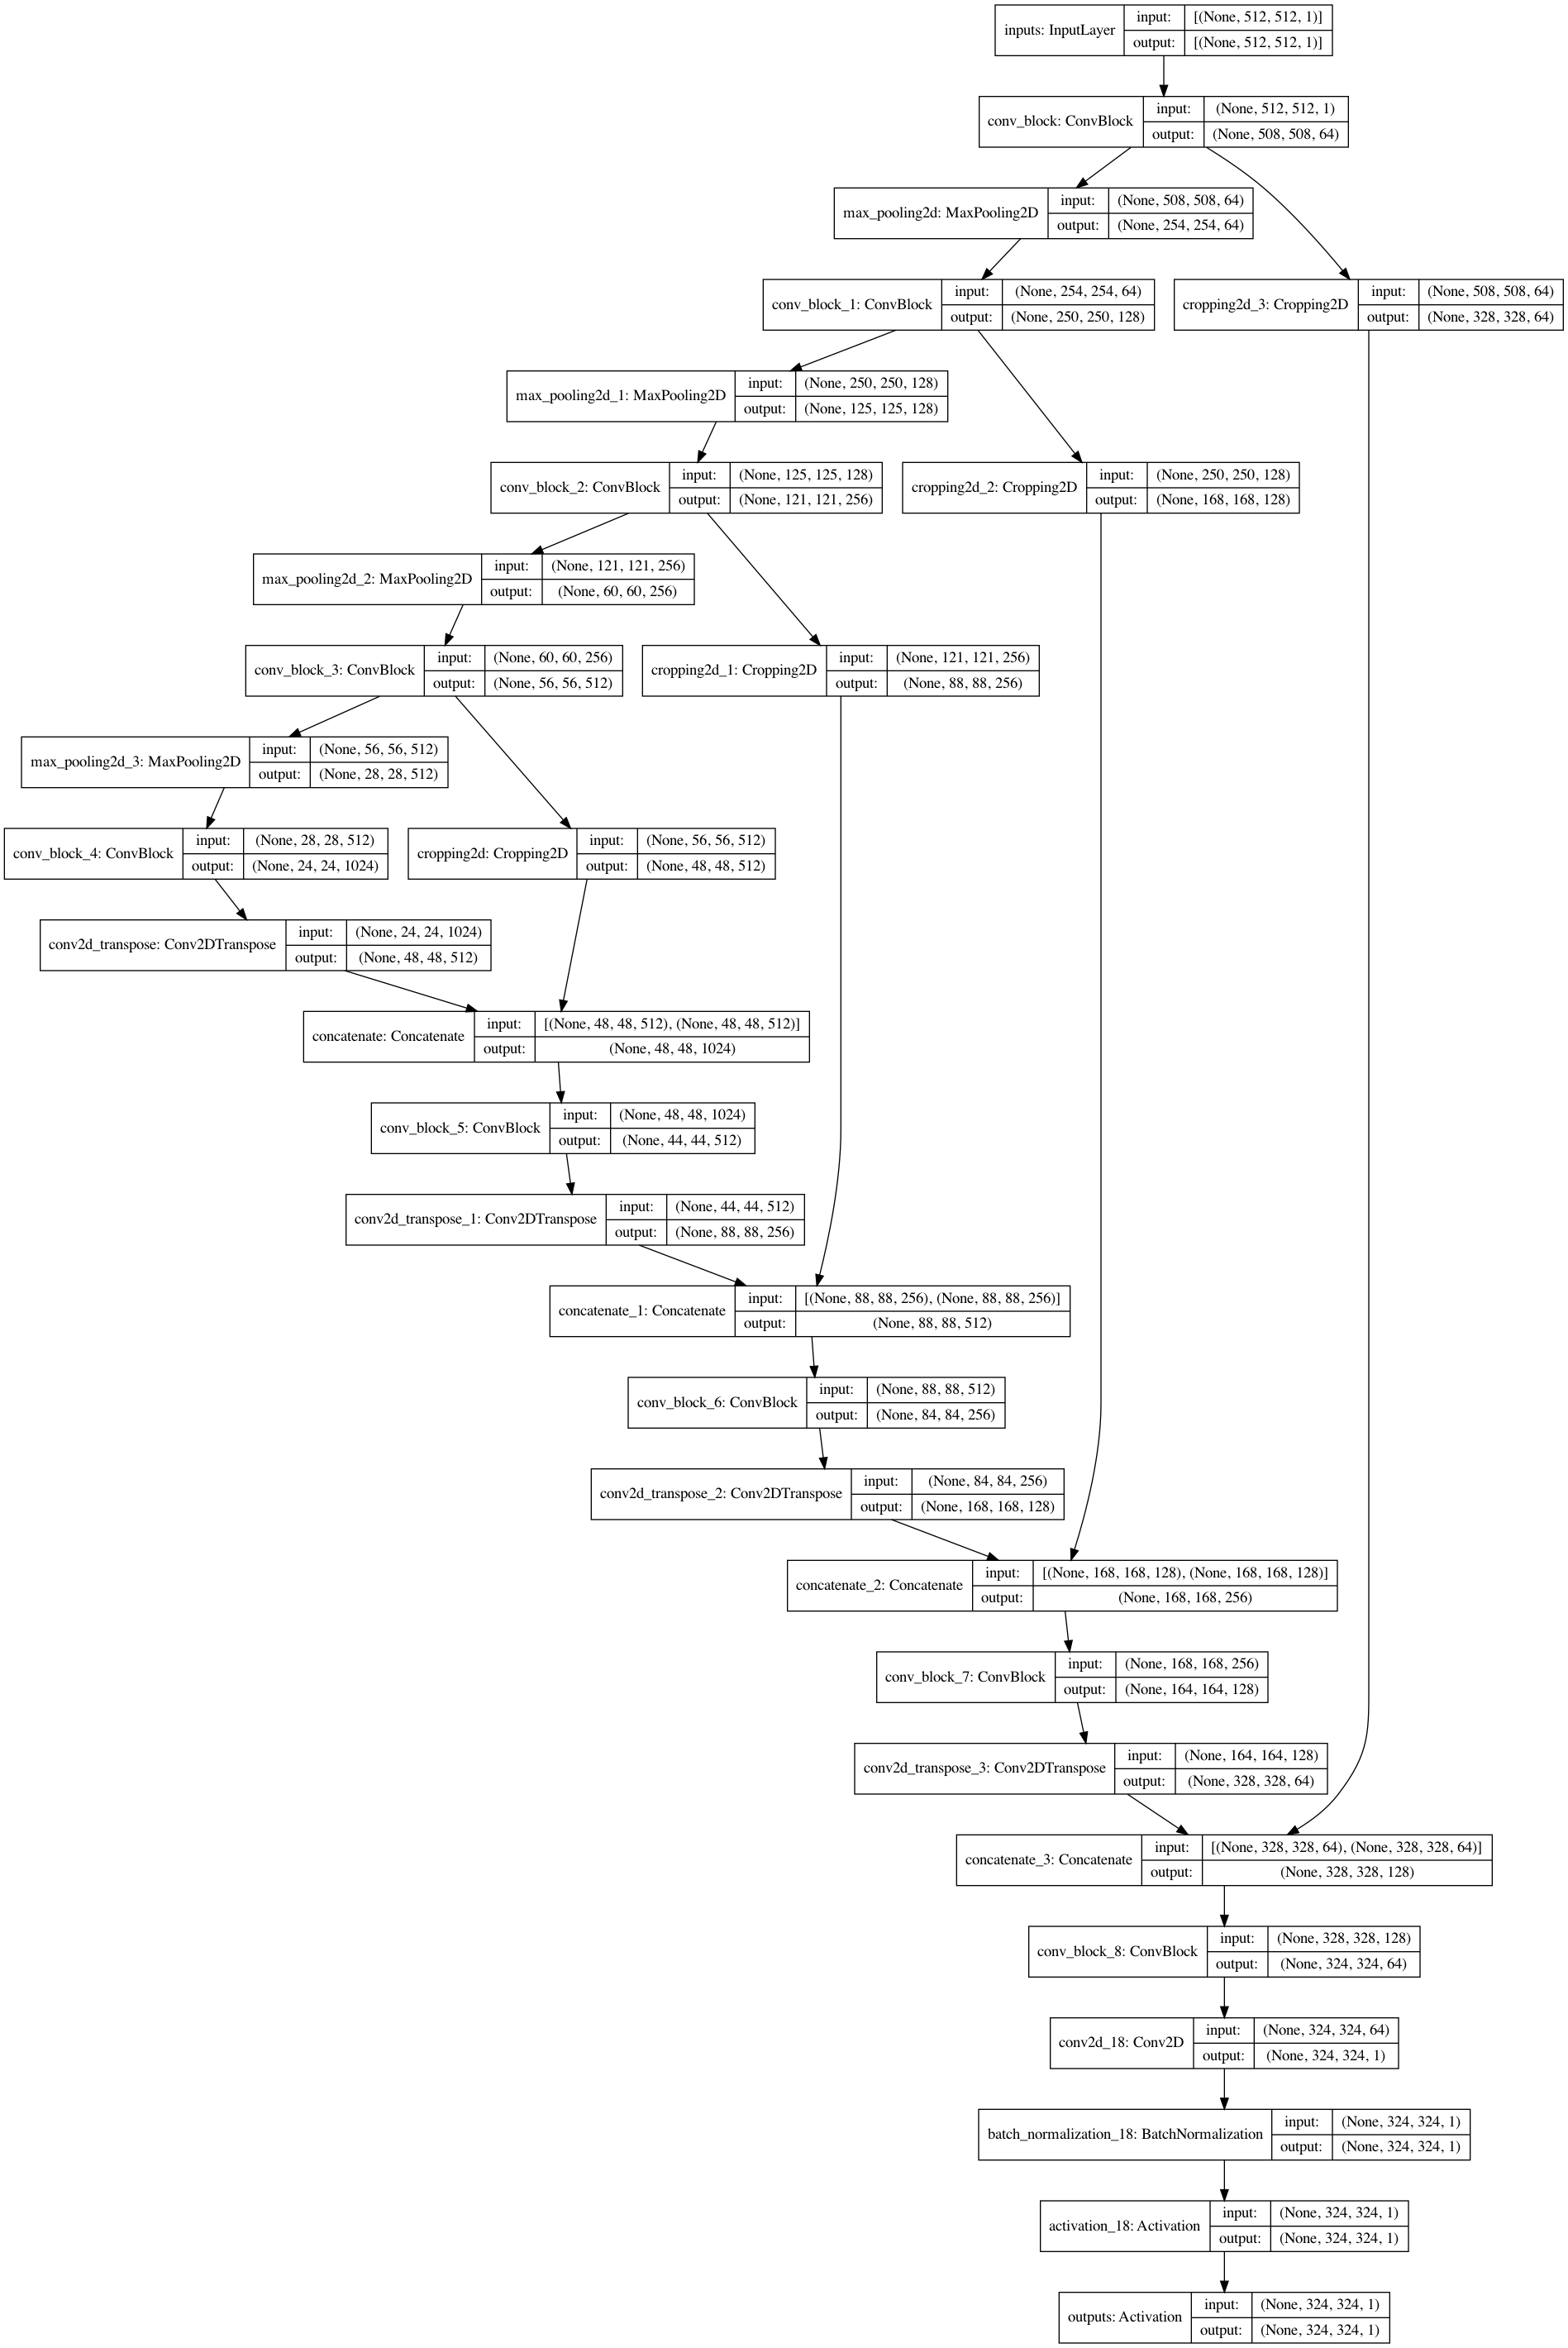 inputs: InputLayer
input:
[(None, 512, 512, 1)]
output:
[(None, 512, 512, 1)]
conv_block: ConvBlock
input:
(None, 512, 512, 1)
output:
(None, 508, 508, 64)
max_pooling2d: MaxPooling2D
input:
(None, 508, 508, 64)
output:
(None, 254, 254, 64)
conv_block_1: ConvBlock
input:
(None, 254, 254, 64)
output:
(None, 250, 250, 128)
cropping2d_3: Cropping2D
input:
(None, 508, 508, 64)
output:
(None, 328, 328, 64)
max_pooling2d_1: MaxPooling2D
input:
(None, 250, 250, 128)
output:
(None, 125, 125, 128)
conv_block_2: ConvBlock
input:
(None, 125, 125, 128)
output:
(None, 121, 121, 256)
cropping2d_2: Cropping2D
input:
(None, 250, 250, 128)
output:
(None, 168, 168, 128)
max_pooling2d_2: MaxPooling2D
input:
(None, 121, 121, 256)
output:
(None, 60, 60, 256)
conv_block_3: ConvBlock
input:
(None, 60, 60, 256)
output:
(None, 56, 56, 512)
cropping2d_1: Cropping2D
input:
(None, 121, 121, 256)
output:
(None, 88, 88, 256)
max_pooling2d_3: MaxPooling2D
input:
(None, 56, 56, 512)
output:
(None, 28, 28, 512)
conv_block_4: ConvBlock
input:
(None, 28, 28, 512)
output:
(None, 24, 24, 1024)
cropping2d: Cropping2D
input:
(None, 56, 56, 512)
output:
(None, 48, 48, 512)
conv2d_transpose: Conv2DTranspose
input:
(None, 24, 24, 1024)
output:
(None, 48, 48, 512)
concatenate: Concatenate
input:
[(None, 48, 48, 512), (None, 48, 48, 512)]
output:
(None, 48, 48, 1024)
conv_block_5: ConvBlock
input:
(None, 48, 48, 1024)
output:
(None, 44, 44, 512)
conv2d_transpose_1: Conv2DTranspose
input:
(None, 44, 44, 512)
output:
(None, 88, 88, 256)
concatenate_1: Concatenate
input:
[(None, 88, 88, 256), (None, 88, 88, 256)]
output:
(None, 88, 88, 512)
conv_block_6: ConvBlock
input:
(None, 88, 88, 512)
output:
(None, 84, 84, 256)
conv2d_transpose_2: Conv2DTranspose
input:
(None, 84, 84, 256)
output:
(None, 168, 168, 128)
concatenate_2: Concatenate
input:
[(None, 168, 168, 128), (None, 168, 168, 128)]
output:
(None, 168, 168, 256)
conv_block_7: ConvBlock
input:
(None, 168, 168, 256)
output:
(None, 164, 164, 128)
conv2d_transpose_3: Conv2DTranspose
input:
(None, 164, 164, 128)
output:
(None, 328, 328, 64)
concatenate_3: Concatenate
input:
[(None, 328, 328, 64), (None, 328, 328, 64)]
output:
(None, 328, 328, 128)
conv_block_8: ConvBlock
input:
(None, 328, 328, 128)
output:
(None, 324, 324, 64)
conv2d_18: Conv2D
input:
(None, 324, 324, 64)
output:
(None, 324, 324, 1)
batch_normalization_18: BatchNormalization
input:
(None, 324, 324, 1)
output:
(None, 324, 324, 1)
activation_18: Activation
input:
(None, 324, 324, 1)
output:
(None, 324, 324, 1)
outputs: Activation
input:
(None, 324, 324, 1)
output:
(None, 324, 324, 1)